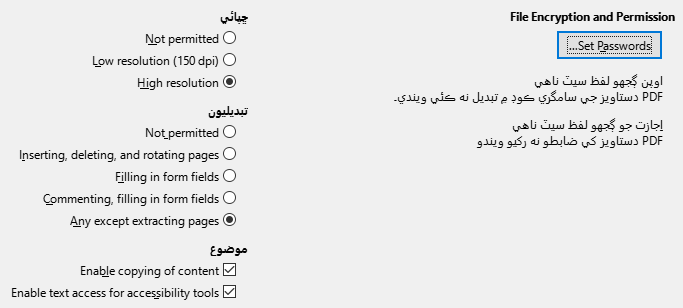 File Encryption and Permission
Set Passwords...
اوپن ڳجهو لفظ سيٽ ناهي
PDF دستاويز جي سامگري ڪوڊ ۾ تبديل نہ ڪئي ويندي۔
إجازت جو ڳجهو لفظ سيٽ ناهي
PDF دستاويز کي ضابطو نہ رکيو ويندو
ڇپائي
Not permitted
Low resolution (150 dpi)
High resolution
تبديليون
Not permitted
Inserting, deleting, and rotating pages
Filling in form fields
Commenting, filling in form fields
Any except extracting pages
موضوع
Enable copying of content
Enable text access for accessibility tools